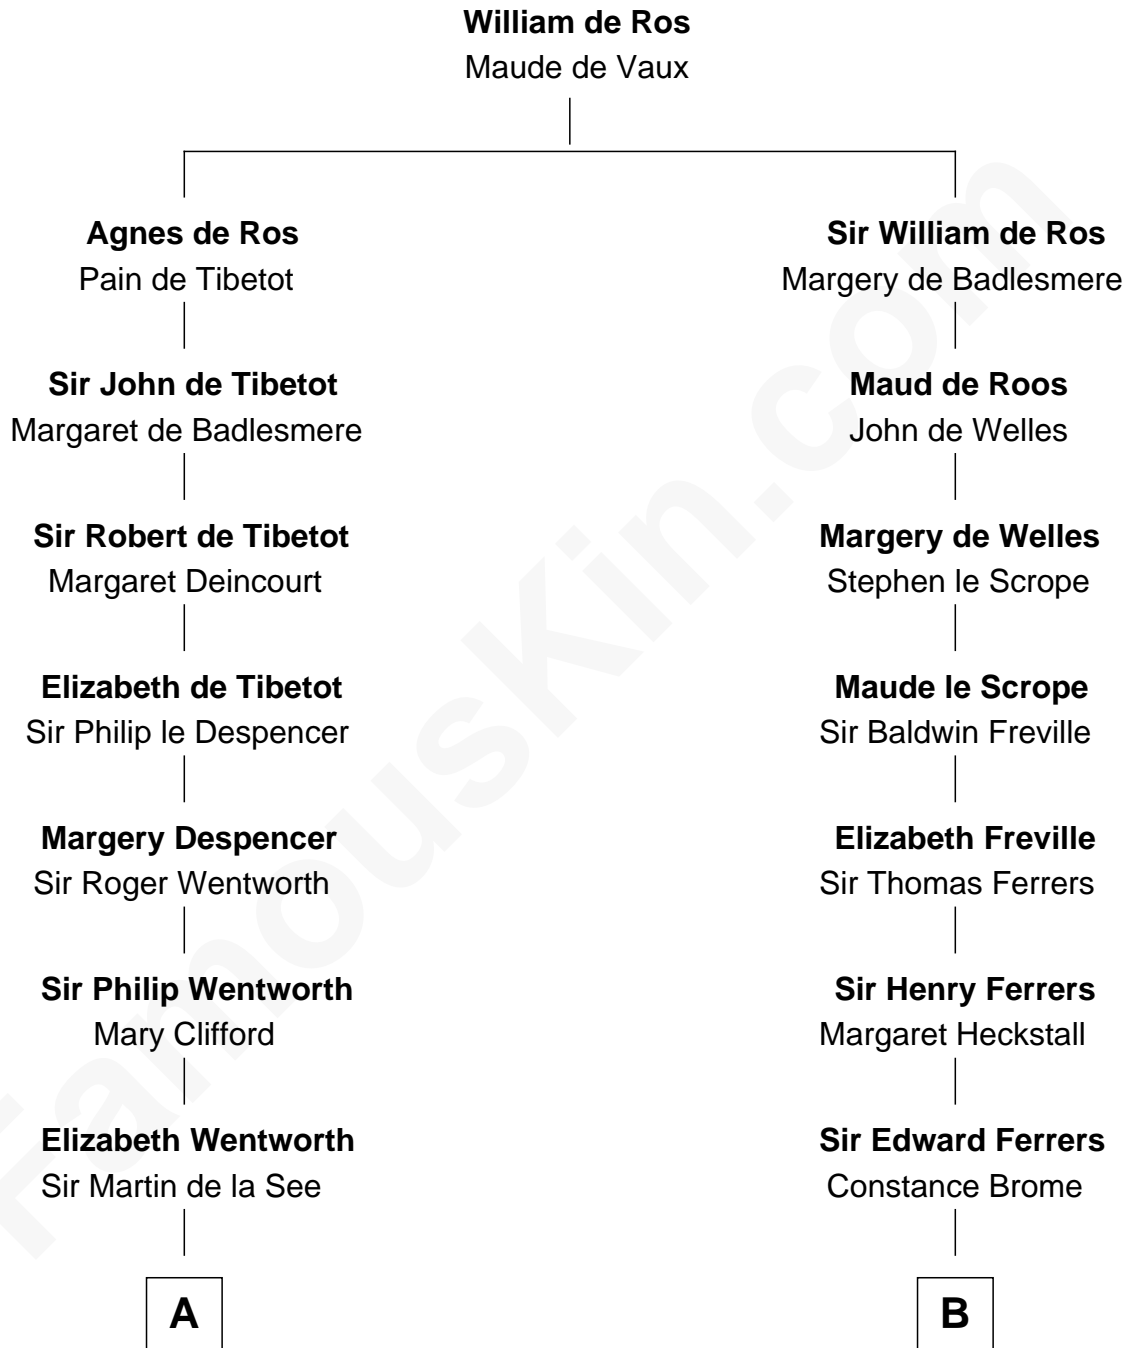 William de Ros
Maude de Vaux
Agnes de Ros
Pain de Tibetot
Sir William de Ros
Margery de Badlesmere
Sir John de Tibetot
Margaret de Badlesmere
Maud de Roos
John de Welles
Sir Robert de Tibetot
Margaret Deincourt
Margery de Welles
Stephen le Scrope
Elizabeth de Tibetot
Sir Philip le Despencer
Maude le Scrope
Sir Baldwin Freville
Margery Despencer
Sir Roger Wentworth
Elizabeth Freville
Sir Thomas Ferrers
Sir Philip Wentworth
Mary Clifford
Sir Henry Ferrers
Margaret Heckstall
Elizabeth Wentworth
Sir Martin de la See
Sir Edward Ferrers
Constance Brome
A
B
FamousKin.com